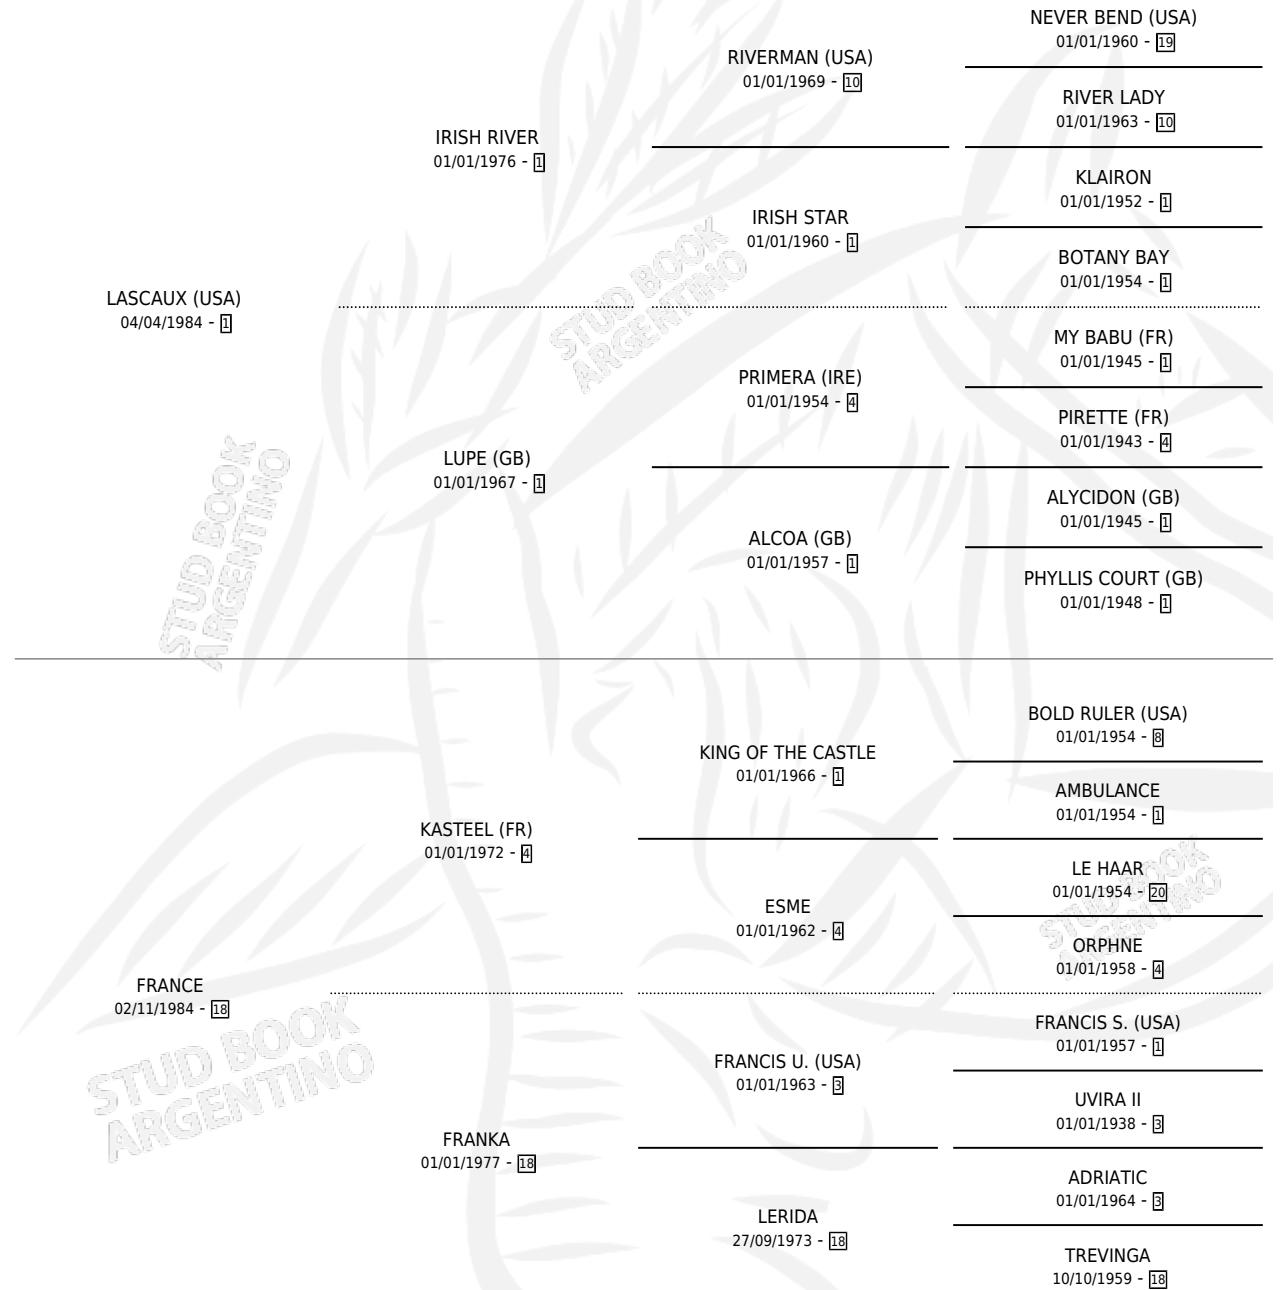 NEVER BEND (USA)
01/01/1960 - 19
RIVERMAN (USA)
01/01/1969 - 10
RIVER LADY
01/01/1963 - 10
IRISH RIVER
01/01/1976 - 1
KLAIRON
01/01/1952 - 1
IRISH STAR
01/01/1960 - 1
BOTANY BAY
01/01/1954 - 1
LASCAUX (USA)
04/04/1984 - 1
MY BABU (FR)
01/01/1945 - 1
PRIMERA (IRE)
01/01/1954 - 4
PIRETTE (FR)
01/01/1943 - 4
LUPE (GB)
01/01/1967 - 1
ALYCIDON (GB)
01/01/1945 - 1
ALCOA (GB)
01/01/1957 - 1
PHYLLIS COURT (GB)
01/01/1948 - 1
BOLD RULER (USA)
01/01/1954 - 8
KING OF THE CASTLE
01/01/1966 - 1
AMBULANCE
01/01/1954 - 1
KASTEEL (FR)
01/01/1972 - 4
LE HAAR
01/01/1954 - 20
ESME
01/01/1962 - 4
ORPHNE
01/01/1958 - 4
FRANCE
02/11/1984 - 18
FRANCIS S. (USA)
01/01/1957 - 1
FRANCIS U. (USA)
01/01/1963 - 3
UVIRA II
01/01/1938 - 3
FRANKA
01/01/1977 - 18
ADRIATIC
01/01/1964 - 3
LERIDA
27/09/1973 - 18
TREVINGA
10/10/1959 - 18
STUD BOOK
ARGENTINO
STUD BOOK
ARGENTINO
STUD BOOK
ARGENTINO
STUD BOOK
ARGENTINO